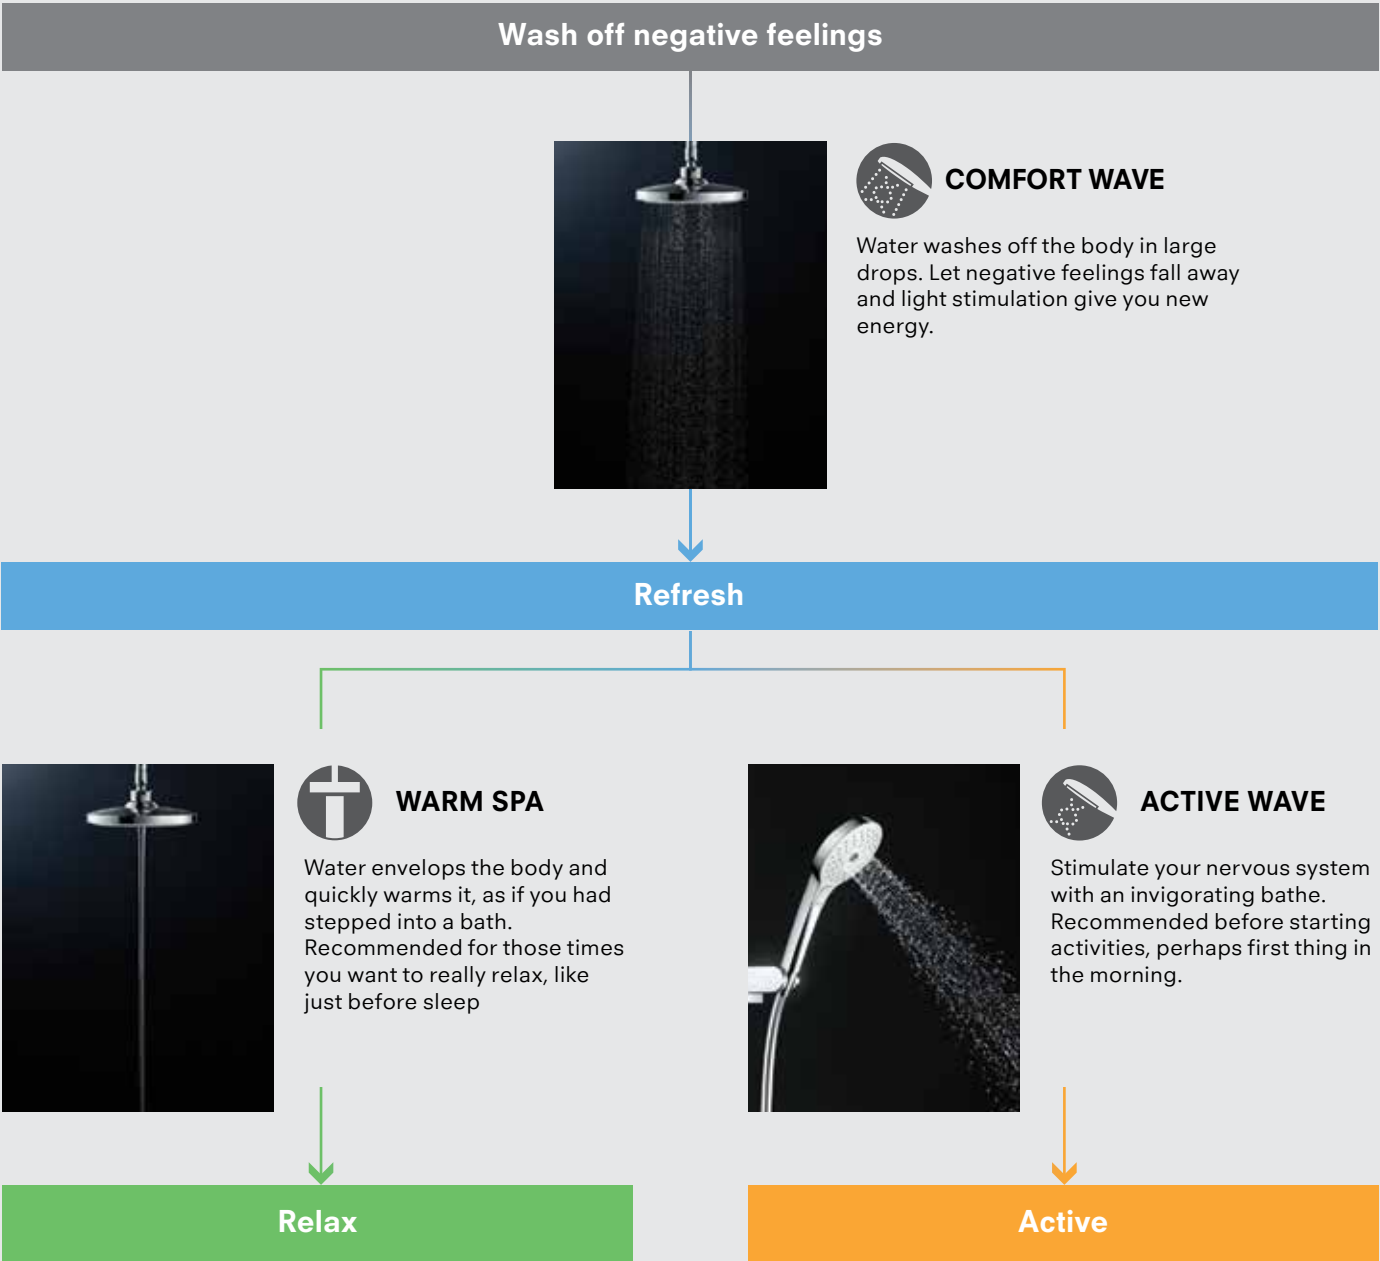 Wash off negative feelings
COMFORT WAVE
Water washes off the body in large
drops. Let negative feelings fall away
and light stimulation give you new
energy.
Refresh
WARM SPA
Water envelops the body and
quickly warms it, as if you had
stepped into a bath.
Recommended for those times
you want to really relax, like
just before sleep
ACTIVE WAVE
Stimulate your nervous system
with an invigorating bathe.
Recommended before starting
activities, perhaps first thing in
the morning.
Relax
Active